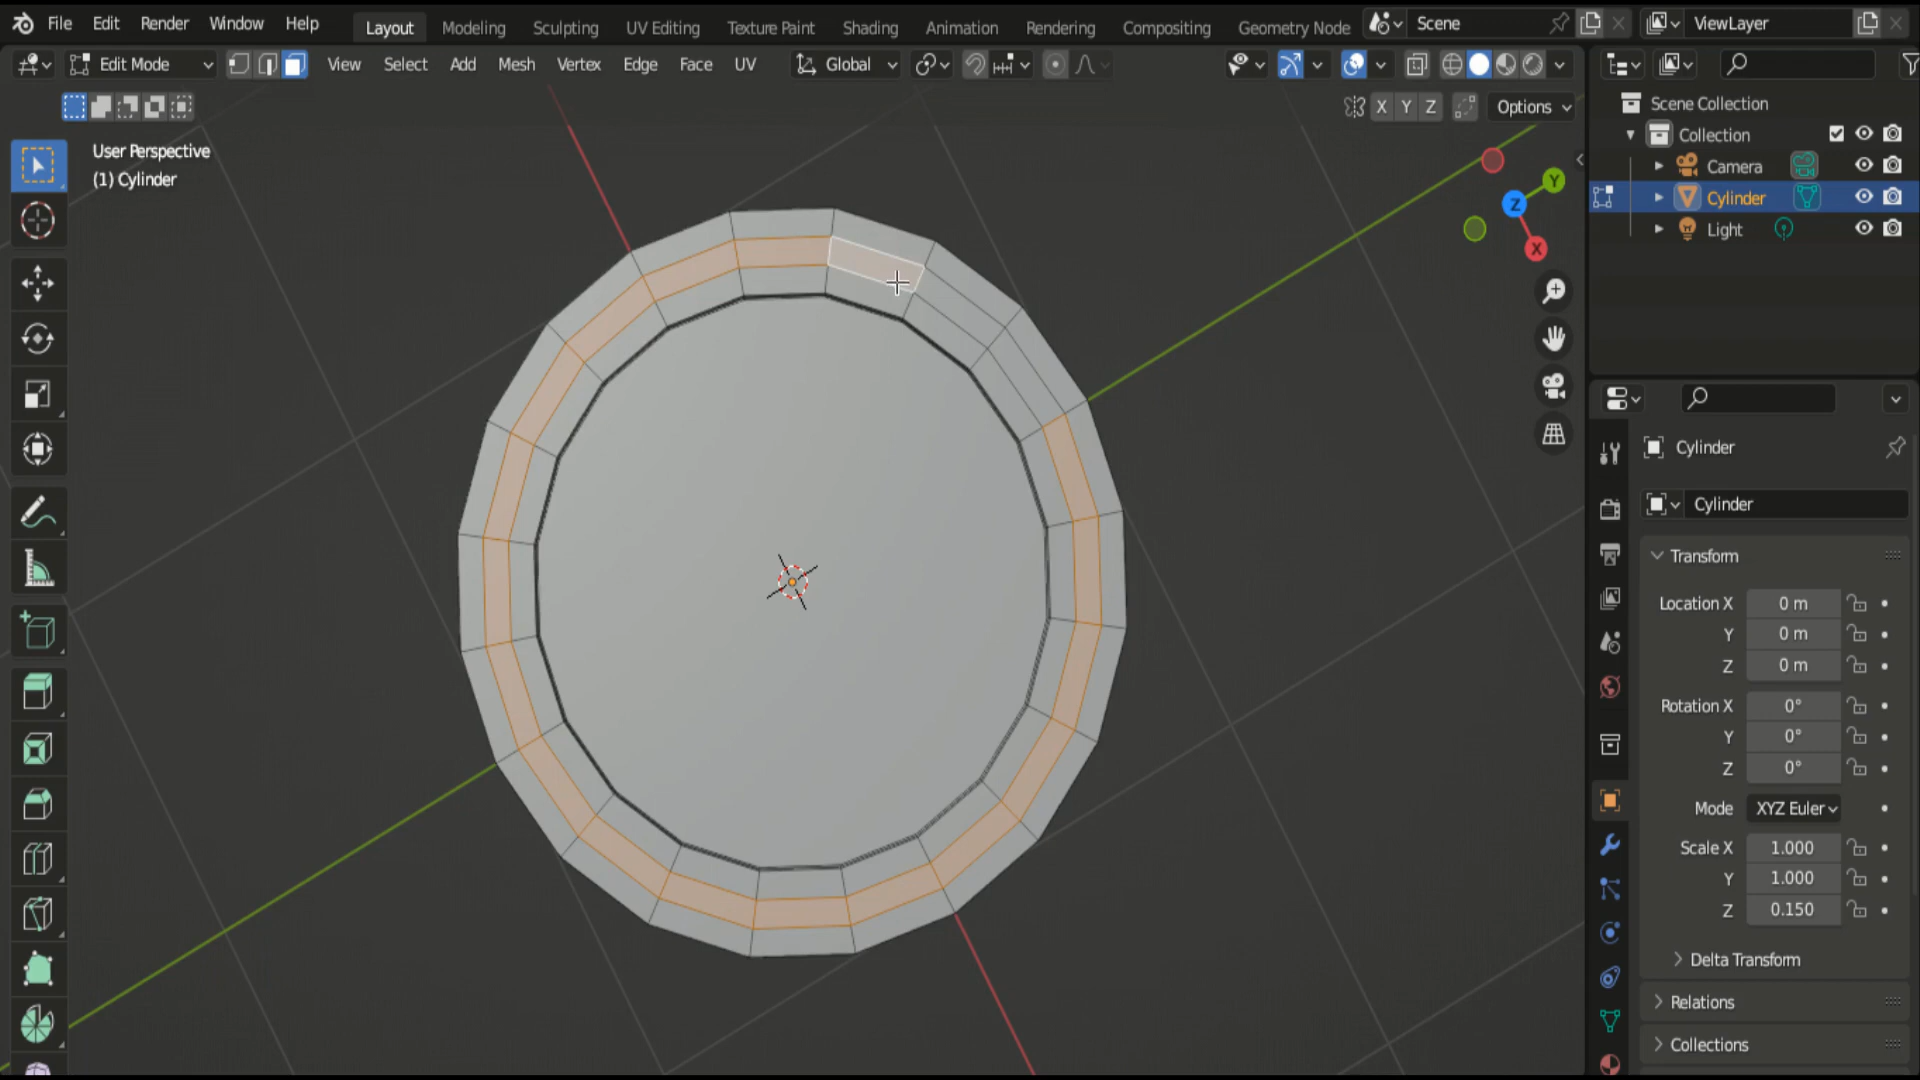 File Edit Render Window Help Layout Modeling Sculpting UV Editing Texture Paint Shading Animation Rendering Compositing Geometry Node Scene ViewLayer
Edit Mode View Select Add Mesh Vertex Edge Face UV Global
X Y Z Options
User Perspective
(1) Cylinder
Y
Z
X
Scene Collection
Collection
Camera
Cylinder
Light
Cylinder
Cylinder
Transform
Location X 0 m
Y 0 m
Z 0 m
Rotation X 0°
Y 0°
Z 0°
Mode XYZ Euler
Scale X 1.000
Y 1.000
Z 0.150
Delta Transform
Relations
Collections